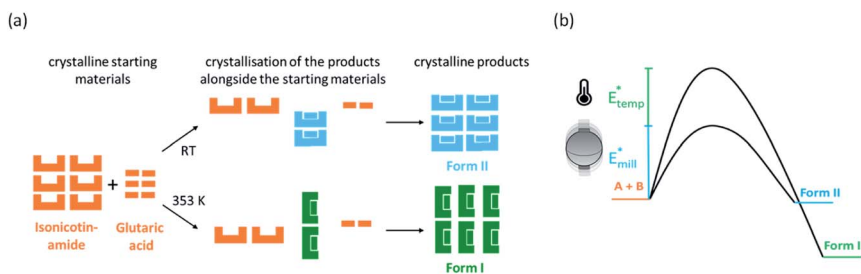 (a)
crystalline starting
materials
crystallisation of the products
alongside the starting materials
crystalline products
RT
353 K
+
Isonicotin-
amide
Glutaric
acid
Form II
Form I
(b)
E*temp
E*mill
A + B
Form II
Form I